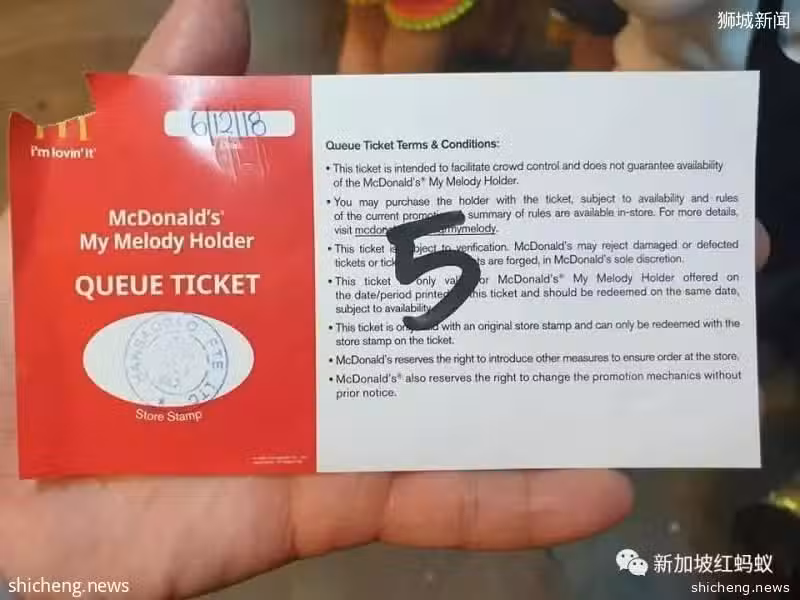 狮城新闻
6/12/18
Date
i'm lovin' it®
McDonald's®
My Melody Holder
QUEUE TICKET
PTE LTD
Store Stamp
Queue Ticket Terms & Conditions:
• This ticket is intended to facilitate crowd control and does not guarantee availability
of the McDonald's® My Melody Holder.
• You may purchase the holder with the ticket, subject to availability and rules
of the current summary of rules are available in-store. For more details,
visit mymelody.
• This ticket verification. McDonald's may reject damaged or defected
tickets or are forged, in McDonald's sole discretion.
• This ticket only McDonald's® My Melody Holder offered on
the date/period printed this ticket and should be redeemed on the same date,
subject to availability
• This ticket is with an original store stamp and can only be redeemed with the
store stamp on the ticket.
• McDonald's reserves the right to introduce other measures to ensure order at the store.
• McDonald's® also reserves the right to change the promotion mechanics without
prior notice.
5
新加坡红蚂蚁
shicheng.news
shicheng.news